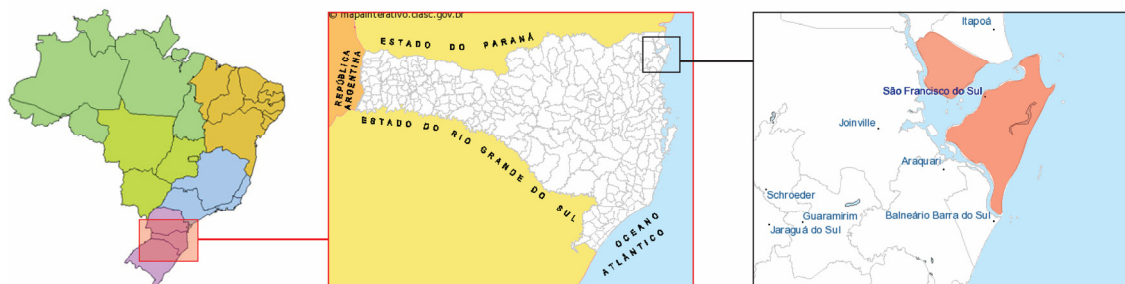 © mapainterativo.ciasc.gov.br
ESTADO DO PARANÁ
REPÚBLICA
ARGENTINA
ESTADO DO RIO GRANDE DO SUL
OCEANO
ATLÂNTICO
Itapoá
São Francisco do Sul
Joinville
Araquari
Schroeder
Guaramirim
Balneário Barra do Sul
Jaraguá do Sul